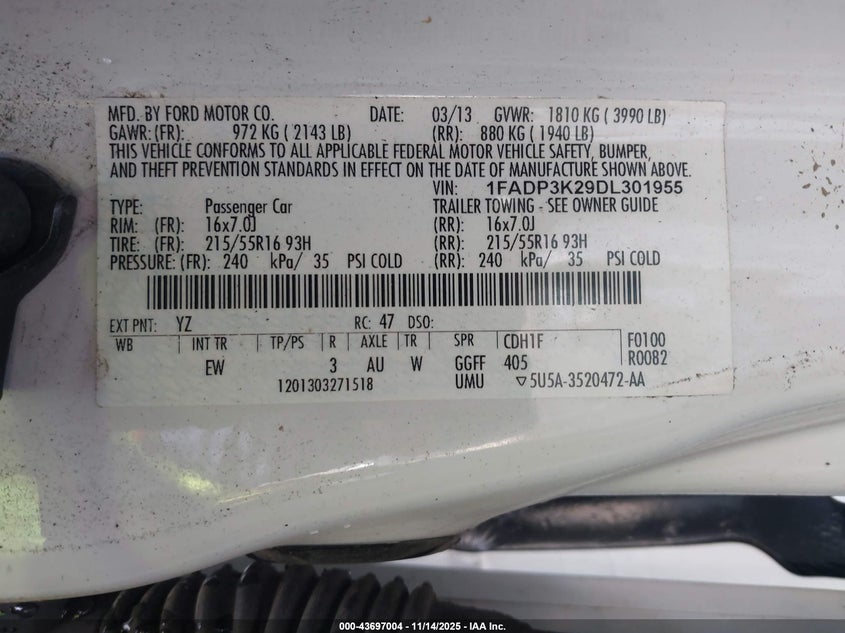 MFD. BY FORD MOTOR CO. DATE: 03/13 GVWR: 1810 KG ( 3990 LB)
GAWR: (FR): 972 KG ( 2143 LB) (RR): 880 KG ( 1940 LB)
THIS VEHICLE CONFORMS TO ALL APPLICABLE FEDERAL MOTOR VEHICLE SAFETY, BUMPER,
AND THEFT PREVENTION STANDARDS IN EFFECT ON THE DATE OF MANUFACTURE SHOWN ABOVE.
VIN: 1FADP3K29DL301955
TYPE: Passenger Car TRAILER TOWING - SEE OWNER GUIDE
RIM: (FR): 16x7.0J (RR): 16x7.0J
TIRE: (FR): 215/55R16 93H (RR): 215/55R16 93H
PRESSURE: (FR): 240 kPa/ 35 PSI COLD (RR): 240 kPa/ 35 PSI COLD
EXT PNT: YZ RC: 47 DSO:
WB INT TR TP/PS R AXLE TR SPR CDH1F F0100
EW 3 AU W GGFF 405 R0082
1201303271518 UMU ▽5U5A-3520472-AA
000-43697004 | 11/14/2025 | IAA Inc.